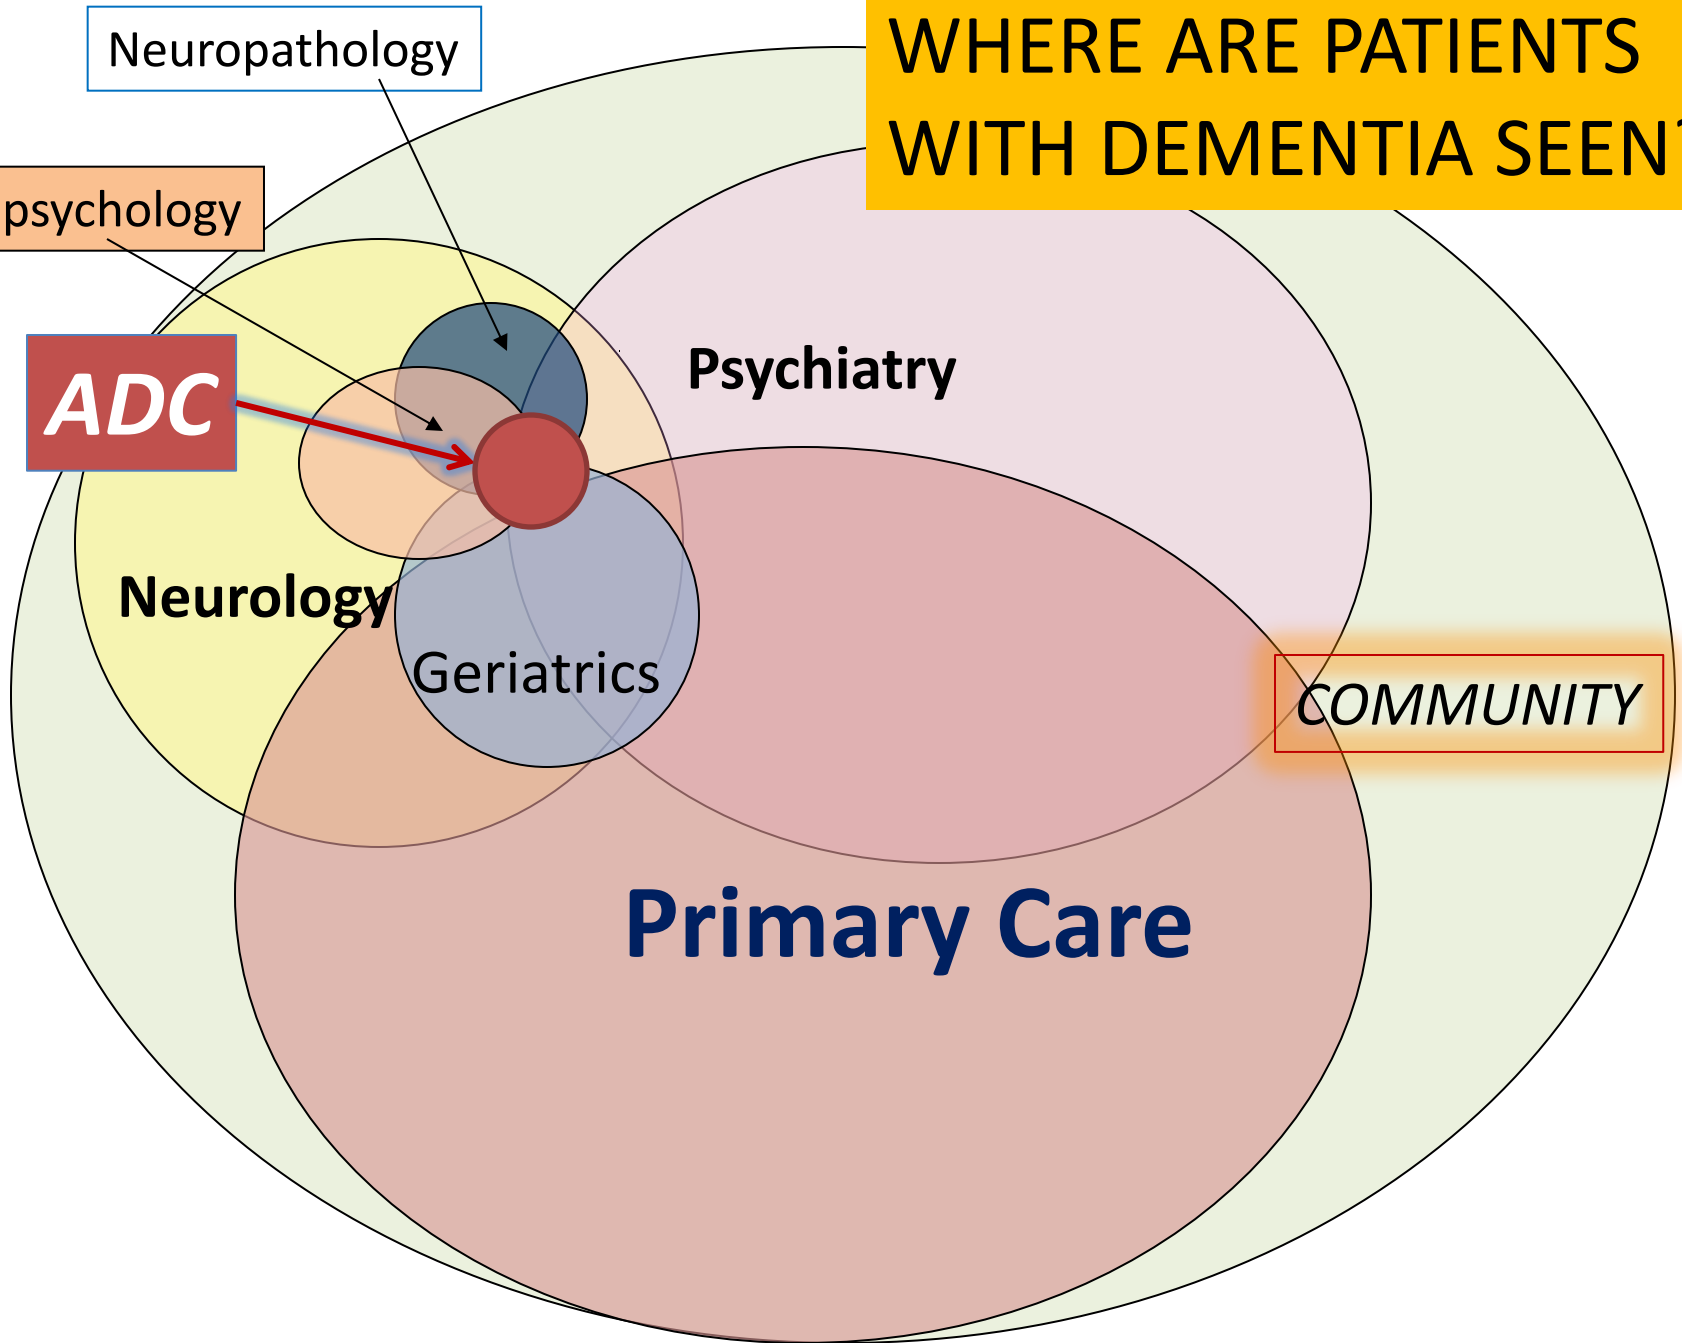 WHERE ARE PATIENTS
WITH DEMENTIA SEEN?
Neuropathology
psychology
ADC
Psychiatry
Neurology
Geriatrics
COMMUNITY
Primary Care